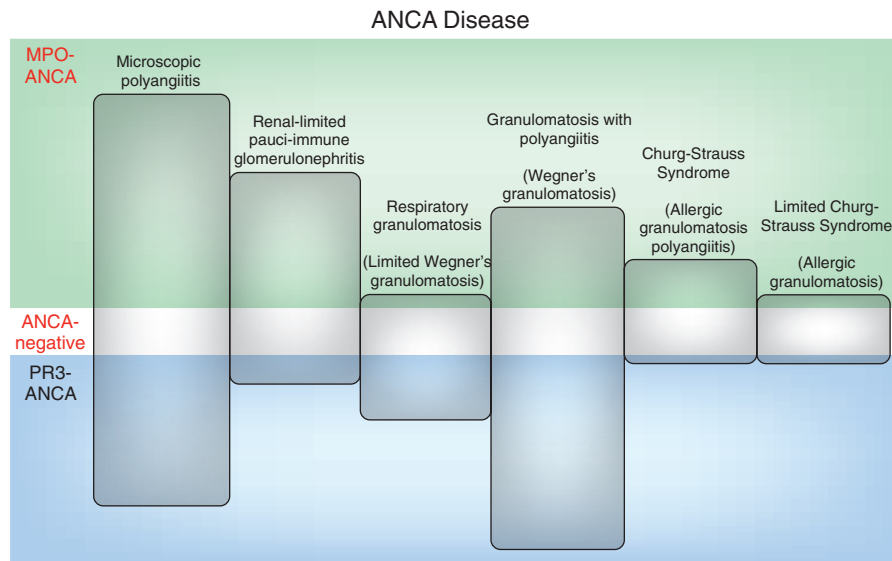 ANCA Disease
MPO-
ANCA
Microscopic
polyangiitis
Renal-limited
pauci-immune
glomerulonephritis
Respiratory
granulomatosis
(Limited Wegner's
granulomatosis)
Granulomatosis with
polyangiitis
(Wegner's
granulomatosis)
Churg-Strauss
Syndrome
(Allergic
granulomatosis
polyangiitis)
Limited Churg-
Strauss Syndrome
(Allergic
granulomatosis)
ANCA-
negative
PR3-
ANCA